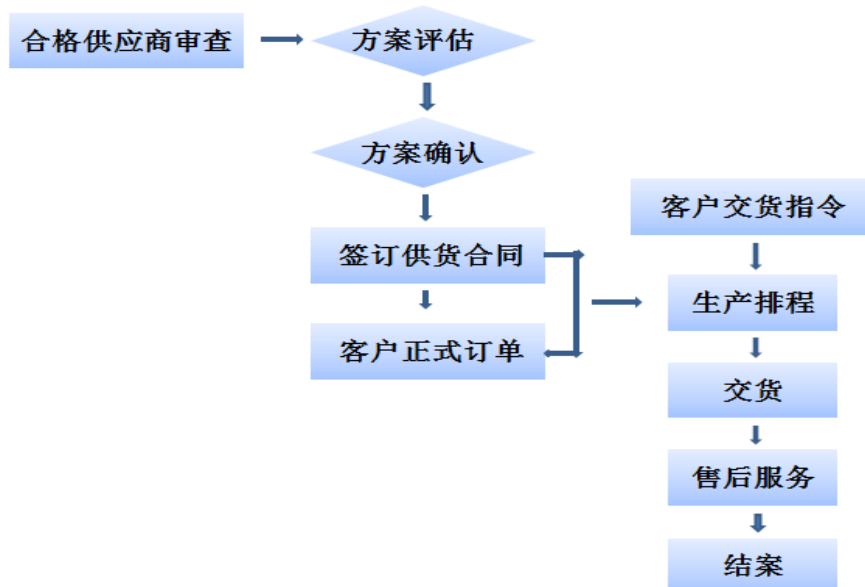 合格供应商审查
方案评估
方案确认
签订供货合同
客户正式订单
客户交货指令
生产排程
交货
售后服务
结案